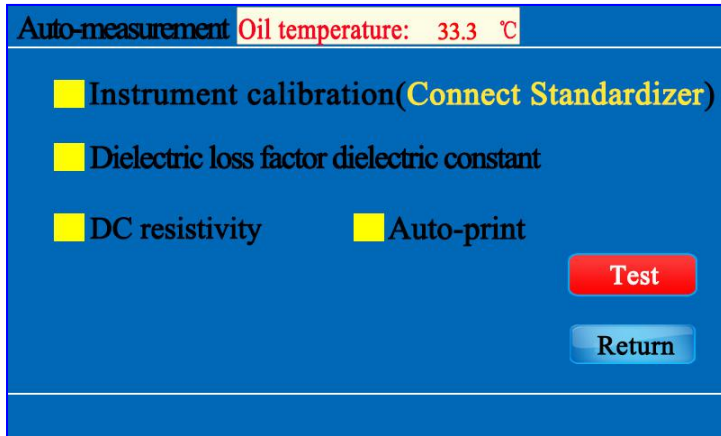 Auto-measurement Oil temperature: 33.3 ℃
Instrument calibration(Connect Standardizer)
Dielectric loss factor dielectric constant
DC resistivity Auto-print
Test
Return